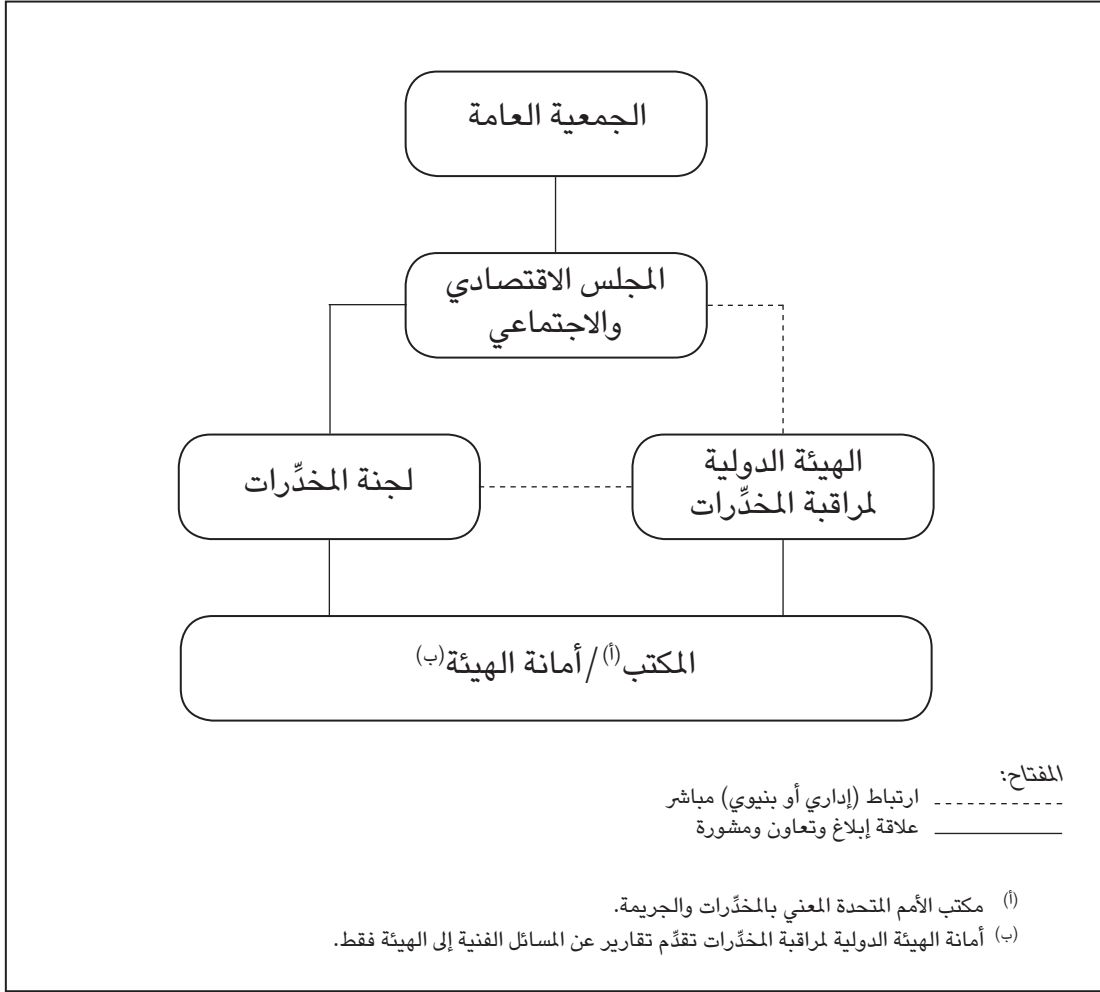 الجمعية العامة
المجلس الاقتصادي
والاجتماعي
الهيئة الدولية
لمراقبة المخدِّرات
لجنة المخدِّرات
المكتب(أ)/أمانة الهيئة(ب)
المفتاح:
ارتباط (إداري أو بنيوي) مباشر
علاقة إبلاغ وتعاون ومشورة
(أ) مكتب الأمم المتحدة المعني بالمخدِّرات والجريمة.
(ب) أمانة الهيئة الدولية لمراقبة المخدِّرات تقدِّم تقارير عن المسائل الفنية إلى الهيئة فقط.